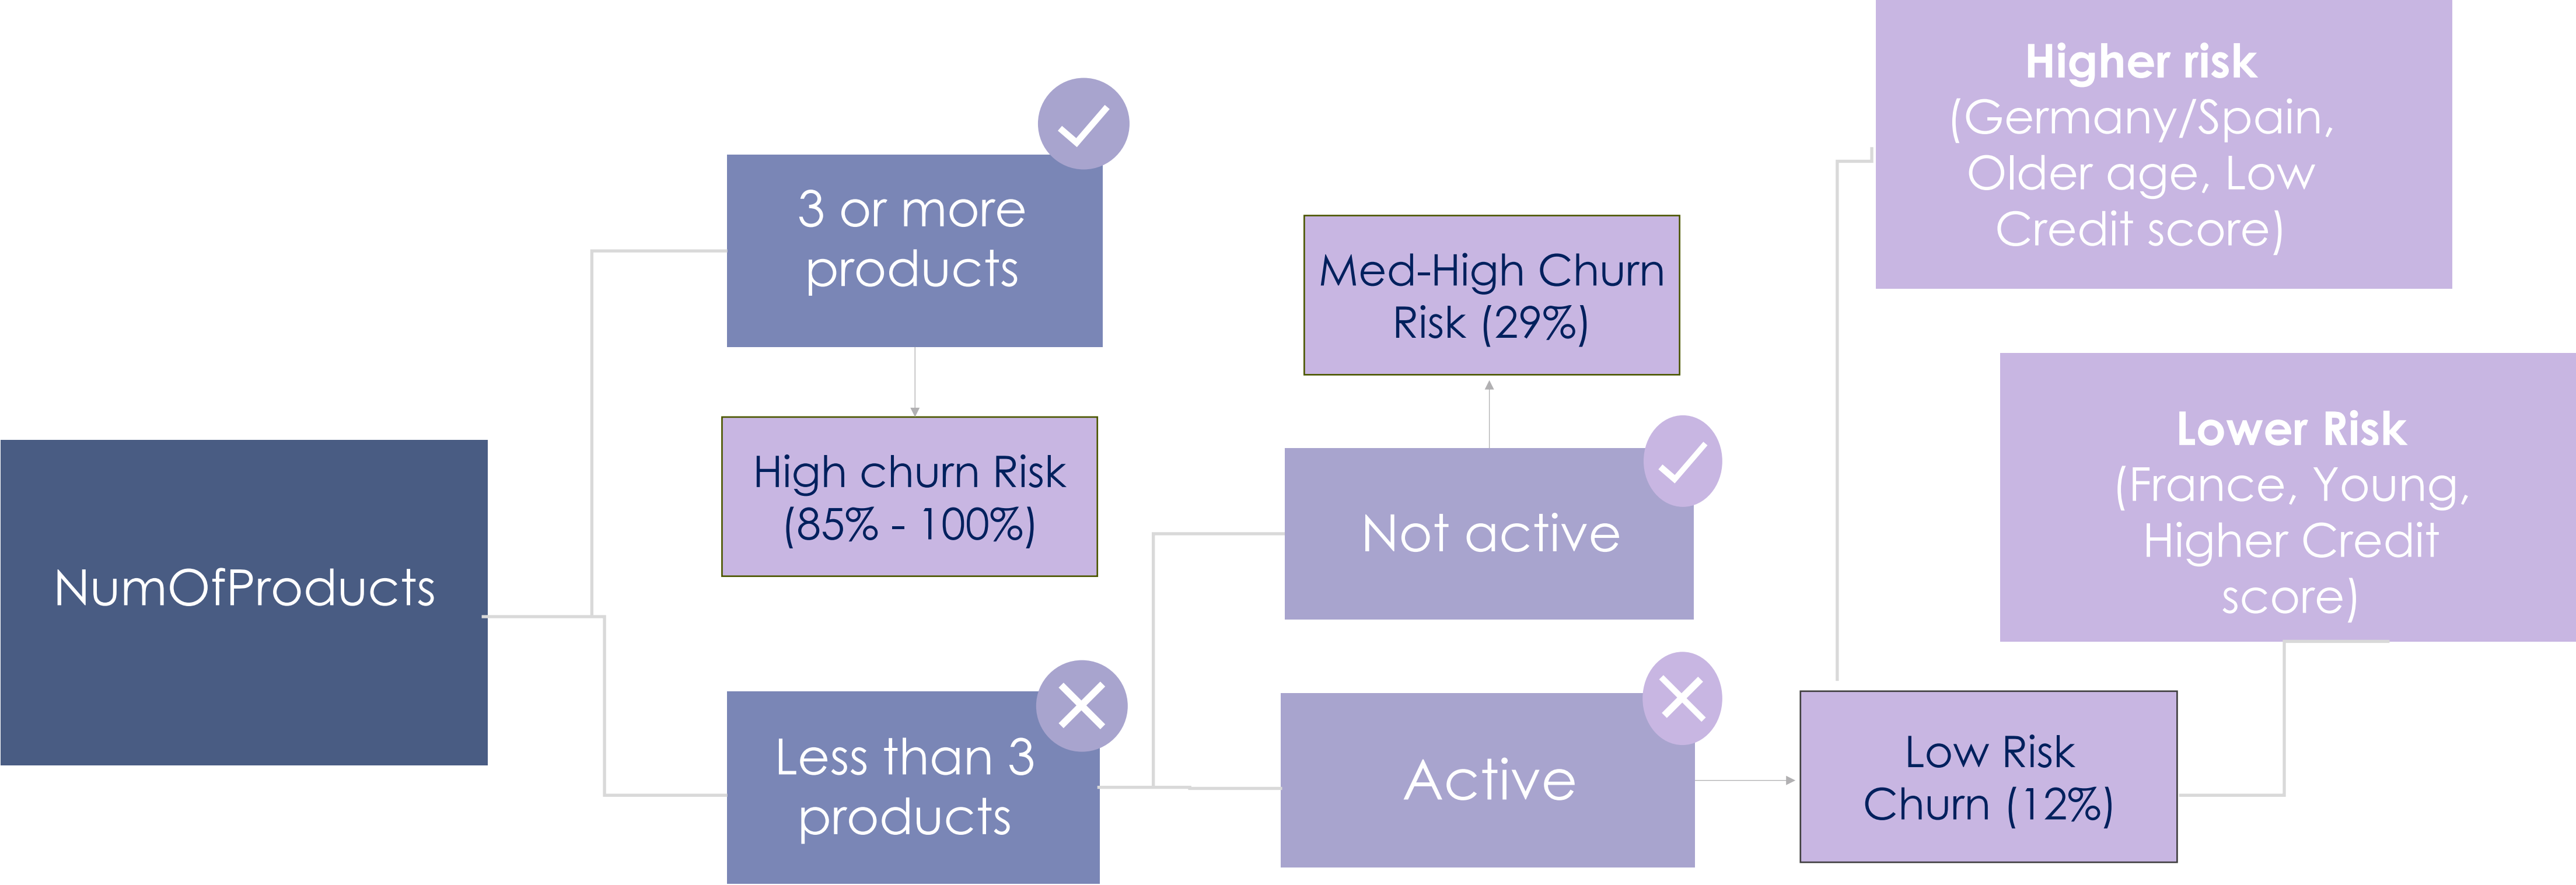 NumOfProducts
3 or more
products
High churn Risk
(85% - 100%)
Less than 3
products
Med-High Churn
Risk (29%)
Not active
Active
Low Risk
Churn (12%)
Higher risk
(Germany/Spain,
Older age, Low
Credit score)
Lower Risk
(France, Young,
Higher Credit
score)